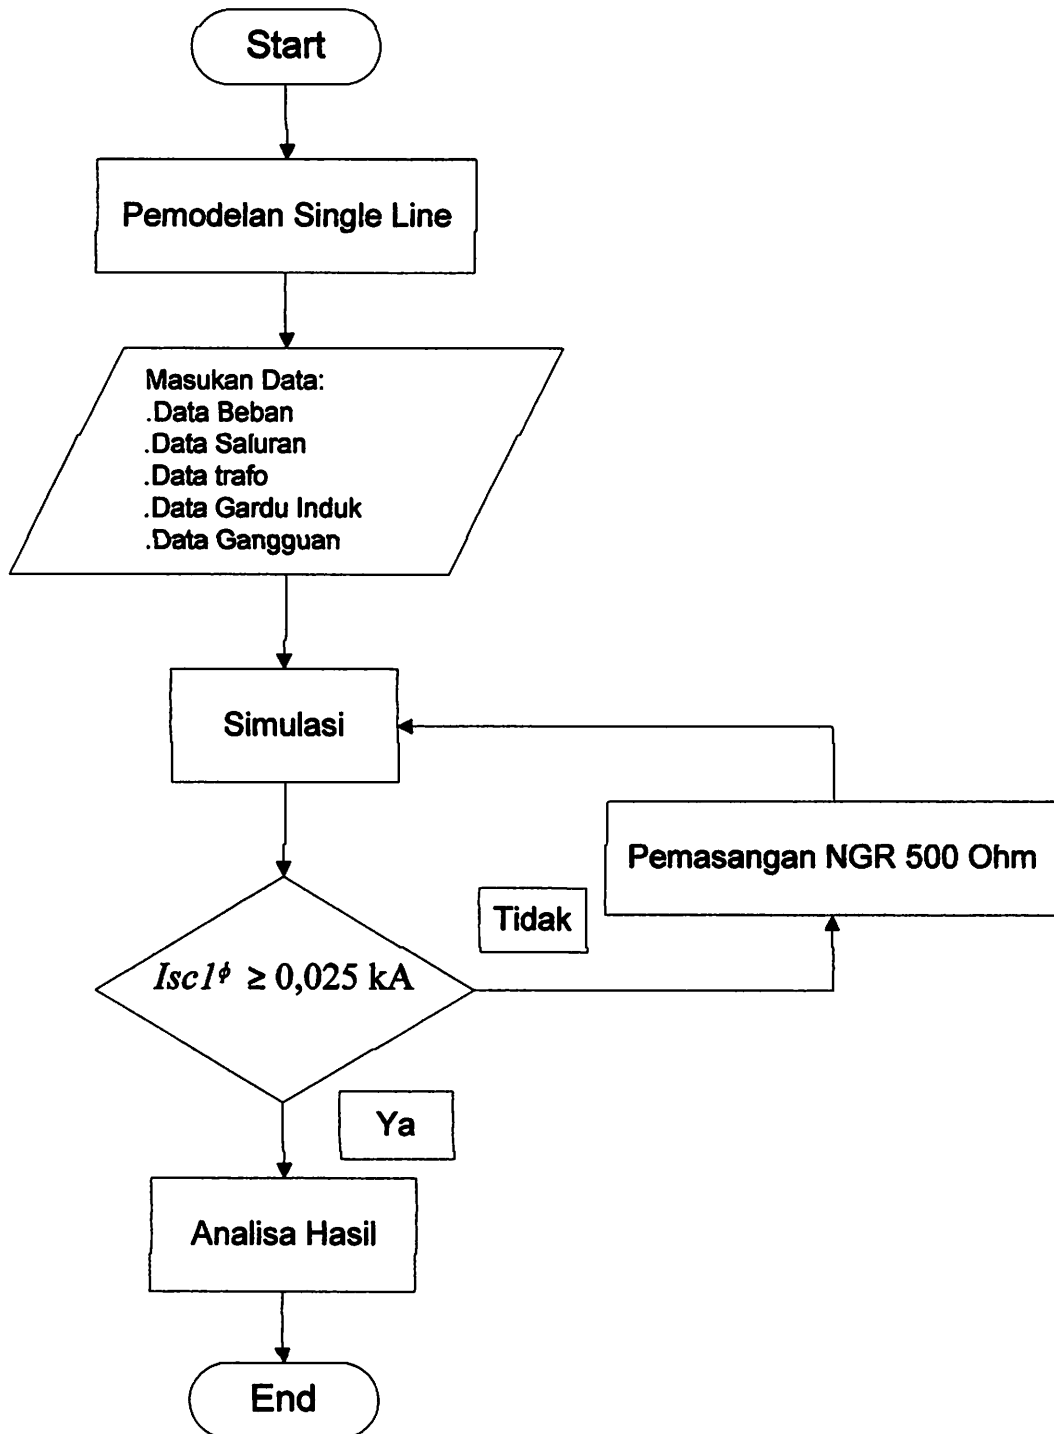 Start
Pemodelan Single Line
Masukan Data:
.Data Beban
.Data Saluran
.Data trafo
.Data Gardu Induk
.Data Gangguan
Simulasi
Pemasangan NGR 500 Ohm
Tidak
Isc1ᶲ ≥ 0,025 kA
Ya
Analisa Hasil
End